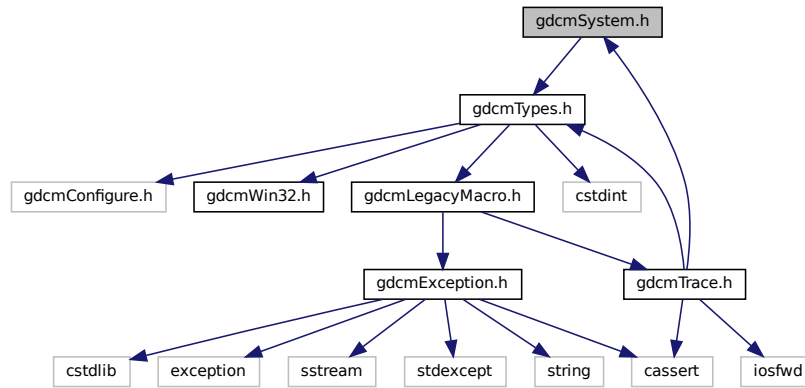 gdcmSystem.h
gdcmTypes.h
gdcmConfigure.h
gdcmWin32.h
gdcmLegacyMacro.h
cstdint
gdcmException.h
gdcmTrace.h
cstdlib
exception
sstream
stdexcept
string
cassert
iosfwd